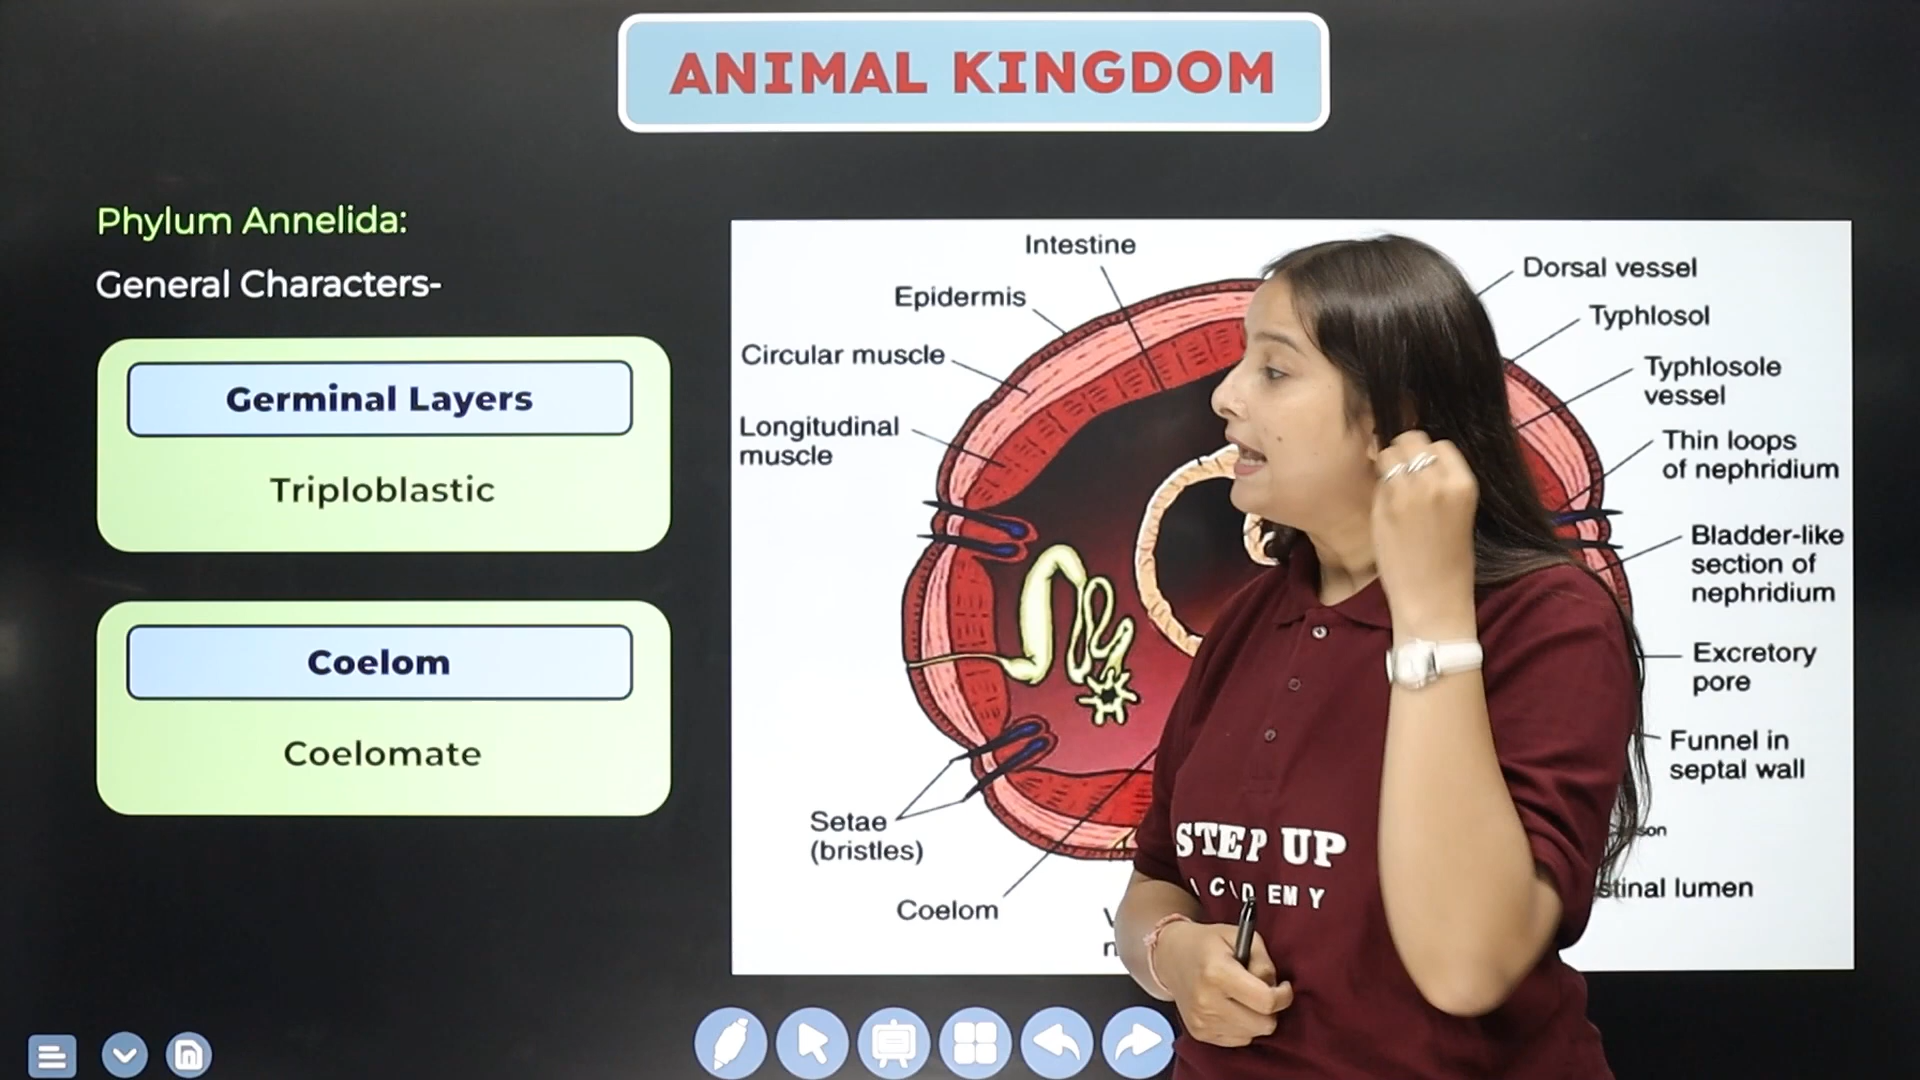 ANIMAL KINGDOM
Phylum Annelida:
General Characters-
Germinal Layers
Triploblastic
Coelom
Coelomate
Intestine
Epidermis
Circular muscle
Longitudinal
muscle
Setae
(bristles)
Coelom
Dorsal vessel
Typhlosol
Typhlosole
vessel
Thin loops
of nephridium
Bladder-like
section of
nephridium
Excretory
pore
Funnel in
septal wall
lumen
STEP UP